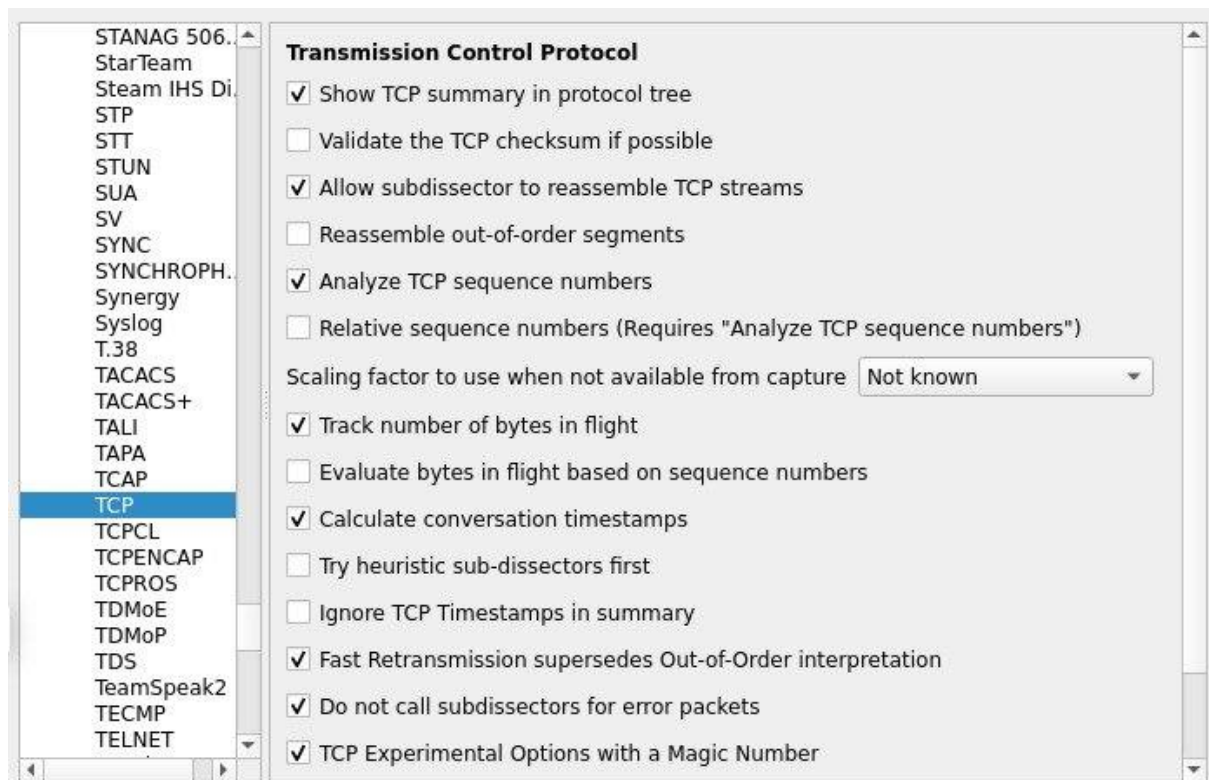 STANAG 506..
StarTeam
Steam IHS Di.
STP
STT
STUN
SUA
SV
SYNC
SYNCHROPH..
Synergy
Syslog
T.38
TACACS
TACACS+
TALI
TAPA
TCAP
TCP
TCPCL
TCPENCAP
TCPROS
TDMoE
TDMoP
TDS
TeamSpeak2
TECMP
TELNET
Transmission Control Protocol
Show TCP summary in protocol tree
Validate the TCP checksum if possible
Allow subdissector to reassemble TCP streams
Reassemble out-of-order segments
Analyze TCP sequence numbers
Relative sequence numbers (Requires "Analyze TCP sequence numbers")
Scaling factor to use when not available from capture Not known
Track number of bytes in flight
Evaluate bytes in flight based on sequence numbers
Calculate conversation timestamps
Try heuristic sub-dissectors first
Ignore TCP Timestamps in summary
Fast Retransmission supersedes Out-of-Order interpretation
Do not call subdissectors for error packets
TCP Experimental Options with a Magic Number